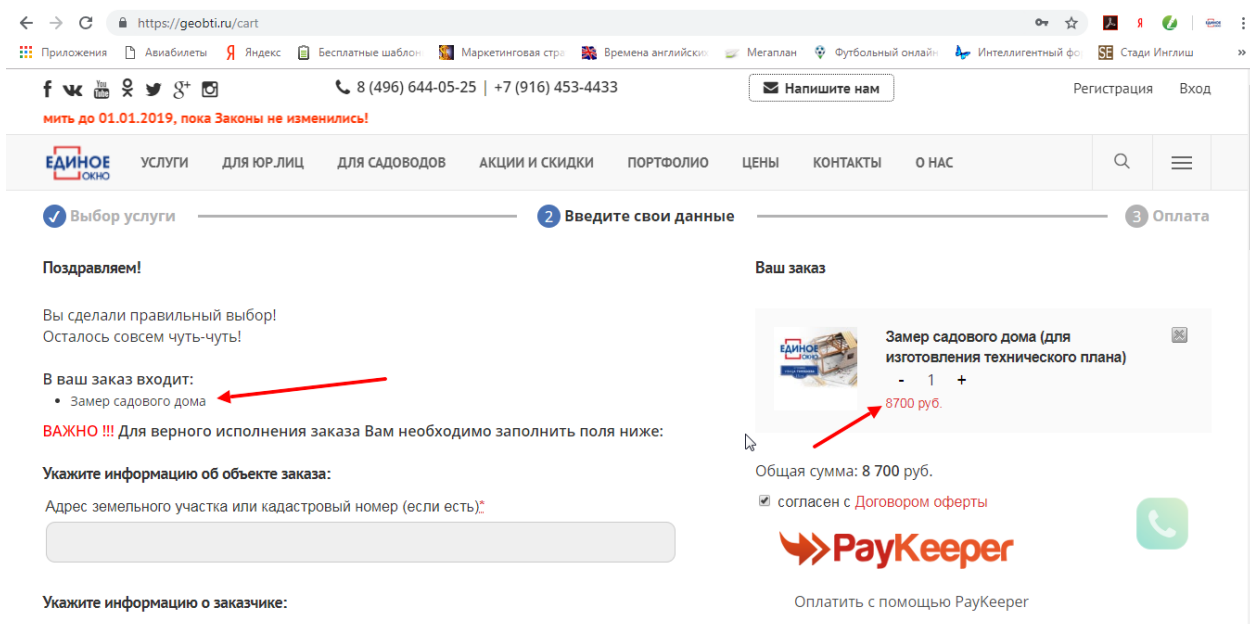 https://geobti.ru/cart
Приложения Авиабилеты Яндекс Бесплатные шаблон Маркетинговая стра Времена английских Мегаплан Футбольный онлайн Интеллигентный фо Стади Инглиш
8 (496) 644-05-25 | +7 (916) 453-4433 Напишите нам Регистрация Вход
мить до 01.01.2019, пока Законы не изменились!
ЕДИНОЕ ОКНО УСЛУГИ ДЛЯ ЮР.ЛИЦ ДЛЯ САДОВОДОВ АКЦИИ И СКИДКИ ПОРТФОЛИО ЦЕНЫ КОНТАКТЫ О НАС
Выбор услуги 2 Введите свои данные 3 Оплата
Поздравляем!
Вы сделали правильный выбор!
Осталось совсем чуть-чуть!
В ваш заказ входит:
• Замер садового дома
ВАЖНО !!! Для верного исполнения заказа Вам необходимо заполнить поля ниже:
Укажите информацию об объекте заказа:
Адрес земельного участка или кадастровый номер (если есть)*
Укажите информацию о заказчике:
Ваш заказ
ЕДИНОЕ ОКНО
Замер садового дома (для
изготовления технического плана)
- 1 +
8700 руб.
Общая сумма: 8 700 руб.
согласен с Договором оферты
PayKeeper
Оплатить с помощью PayKeeper